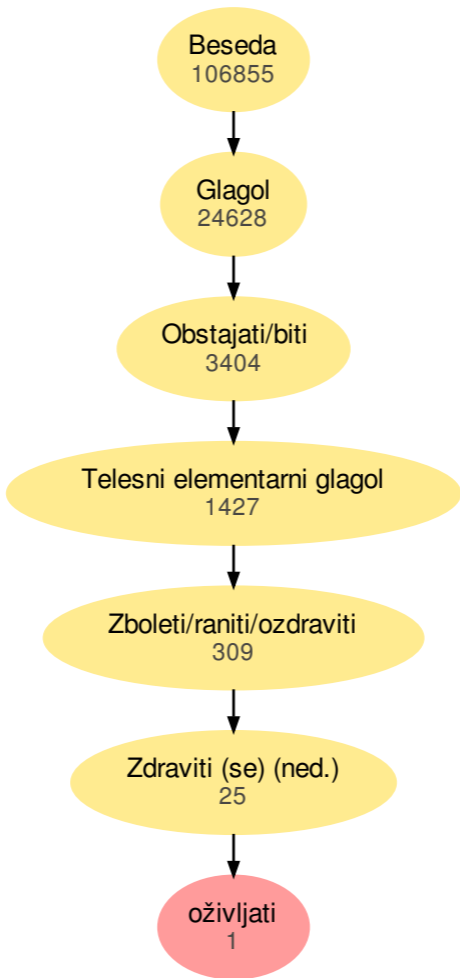 Beseda
106855
Glagol
24628
Obstajati/biti
3404
Telesni elementarni glagol
1427
Zboleti/raniti/ozdraviti
309
Zdraviti (se) (ned.)
25
oživljati
1